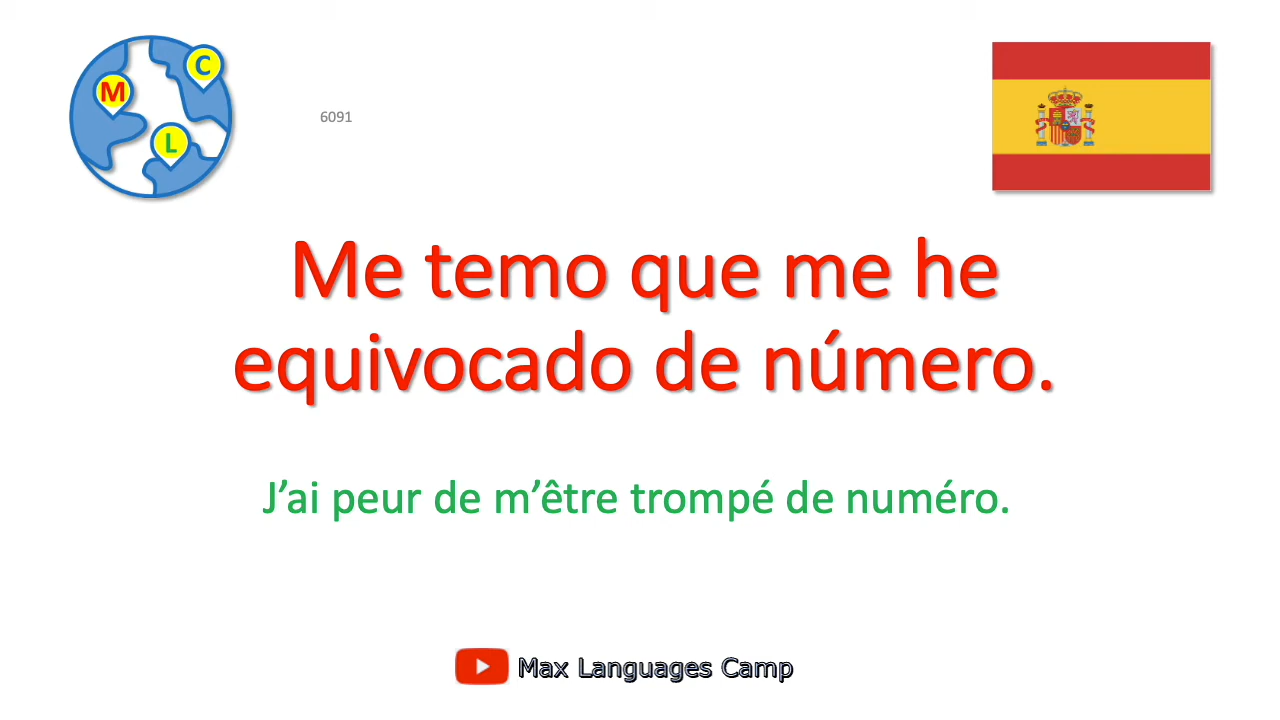 C
M
L
6091
Me temo que me he
equivocado de número.
J’ai peur de m’être trompé de numéro.
Max Languages Camp